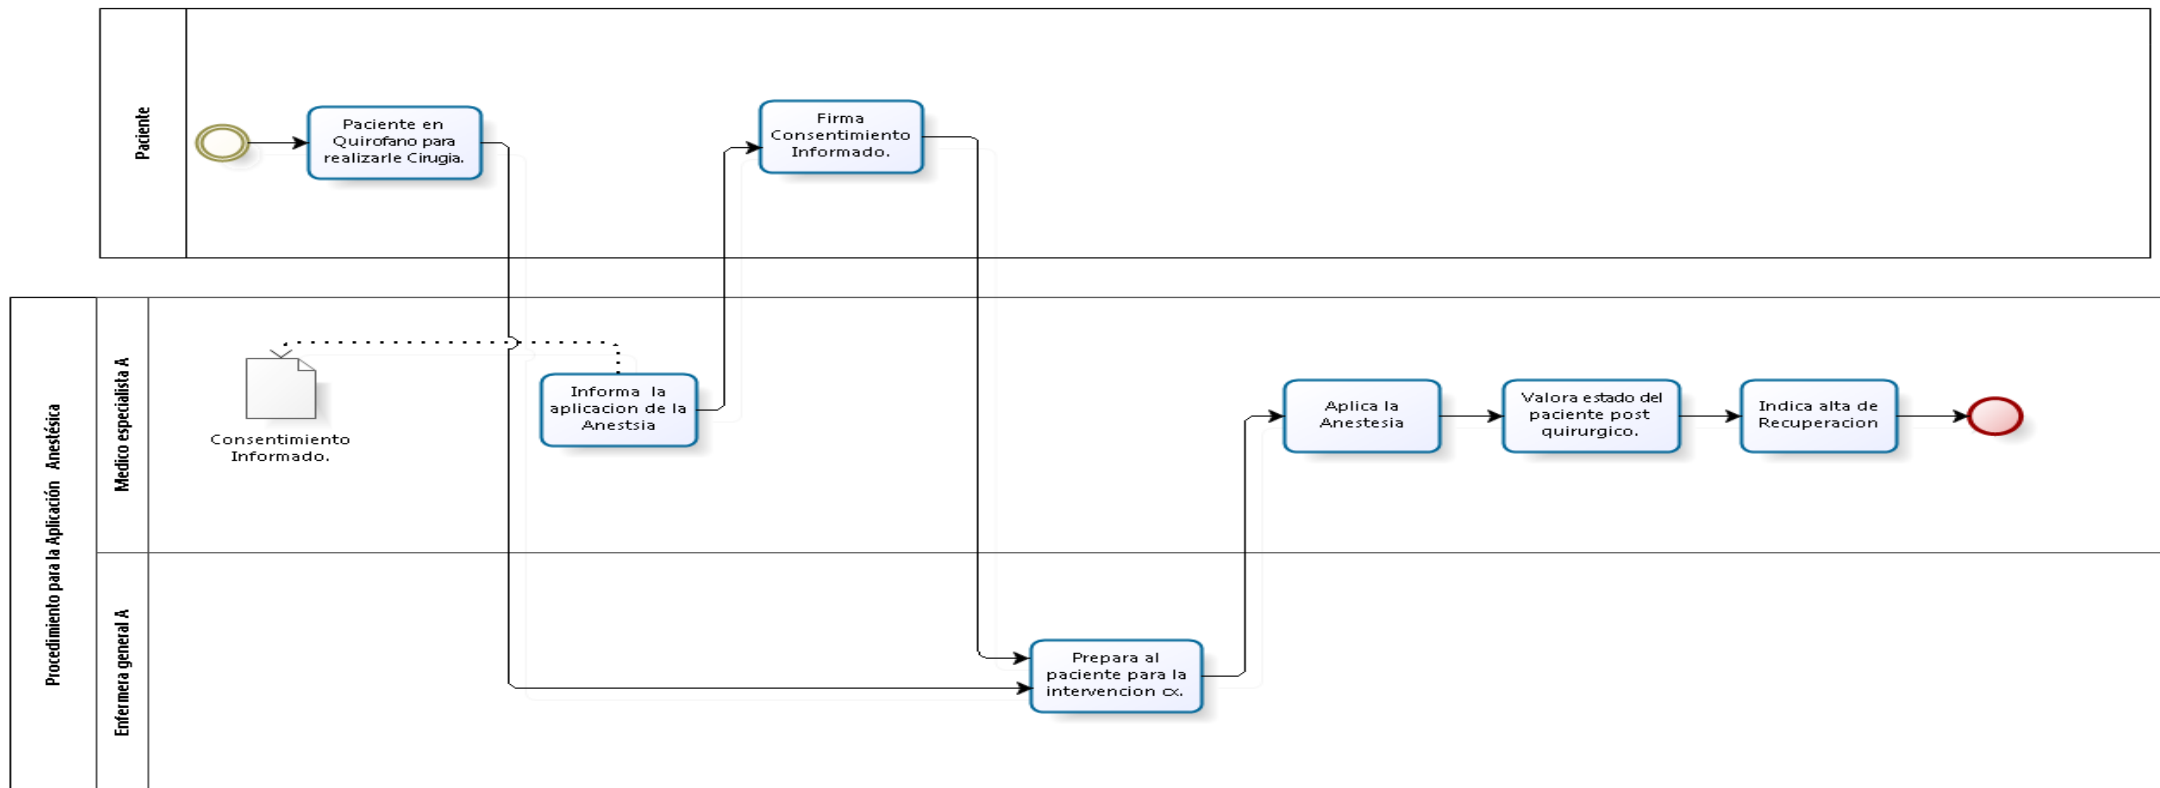 Paciente
Paciente en
Quirofano para
realizarle Cirugia.
Firma
Consentimiento
Informado.
Procedimiento para la Aplicación Anestésica
Medico especialista A
Consentimiento
Informado.
Informa la
aplicacion de la
Anestsia
Aplica la
Anestesia
Valora estado del
paciente post
quirurgico.
Indica alta de
Recuperacion
Enfermera general A
Prepara al
paciente para la
intervencion cx.